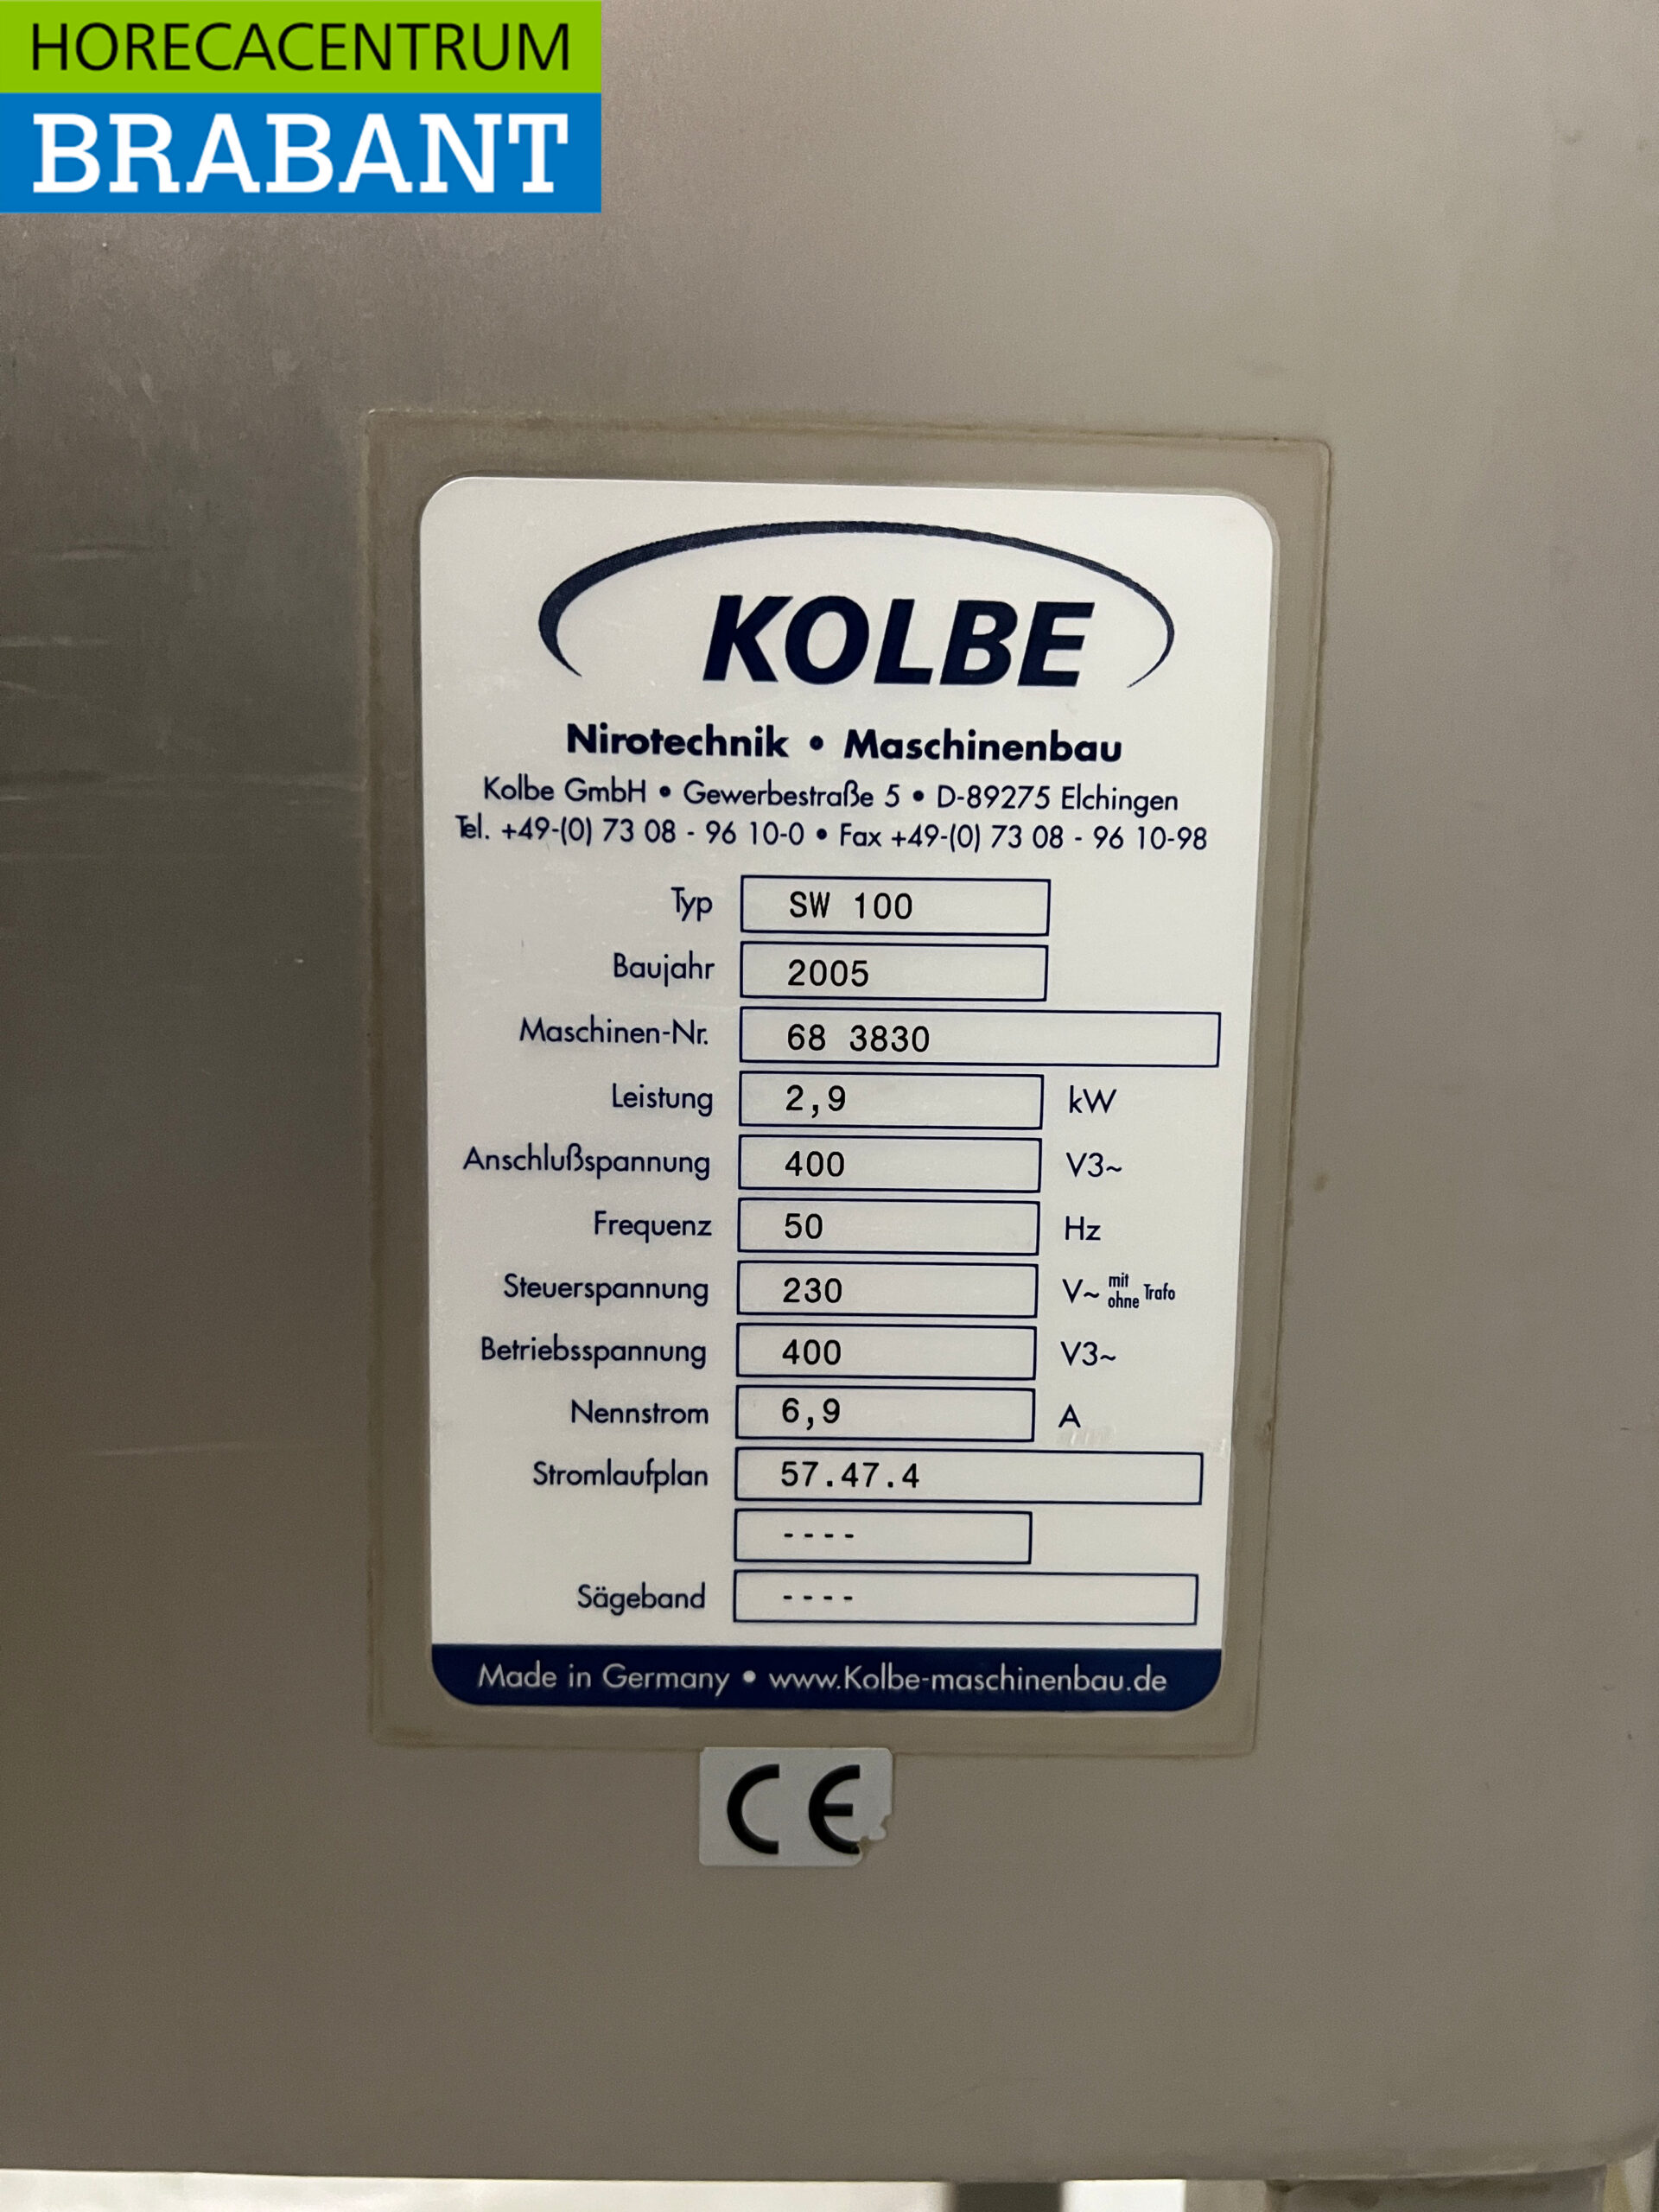 HORECACENTRUM
BRABANT
KOLBE
Nirotechnik • Maschinenbau
Kolbe GmbH • Gewerbestraße 5 • D-89275 Elchingen
Tel. +49-(0) 73 08 - 96 10-0 • Fax +49-(0) 73 08 - 96 10-98
Typ SW 100
Baujahr 2005
Maschinen-Nr. 68 3830
Leistung 2,9 kW
Anschlußspannung 400 V3~
Frequenz 50 Hz
Steuerspannung 230 V~ mit ohne Trafo
Betriebsspannung 400 V3~
Nennstrom 6,9 A
Stromlaufplan 57.47.4
----
Sägeband ----
Made in Germany • www.Kolbe-maschinenbau.de
CE